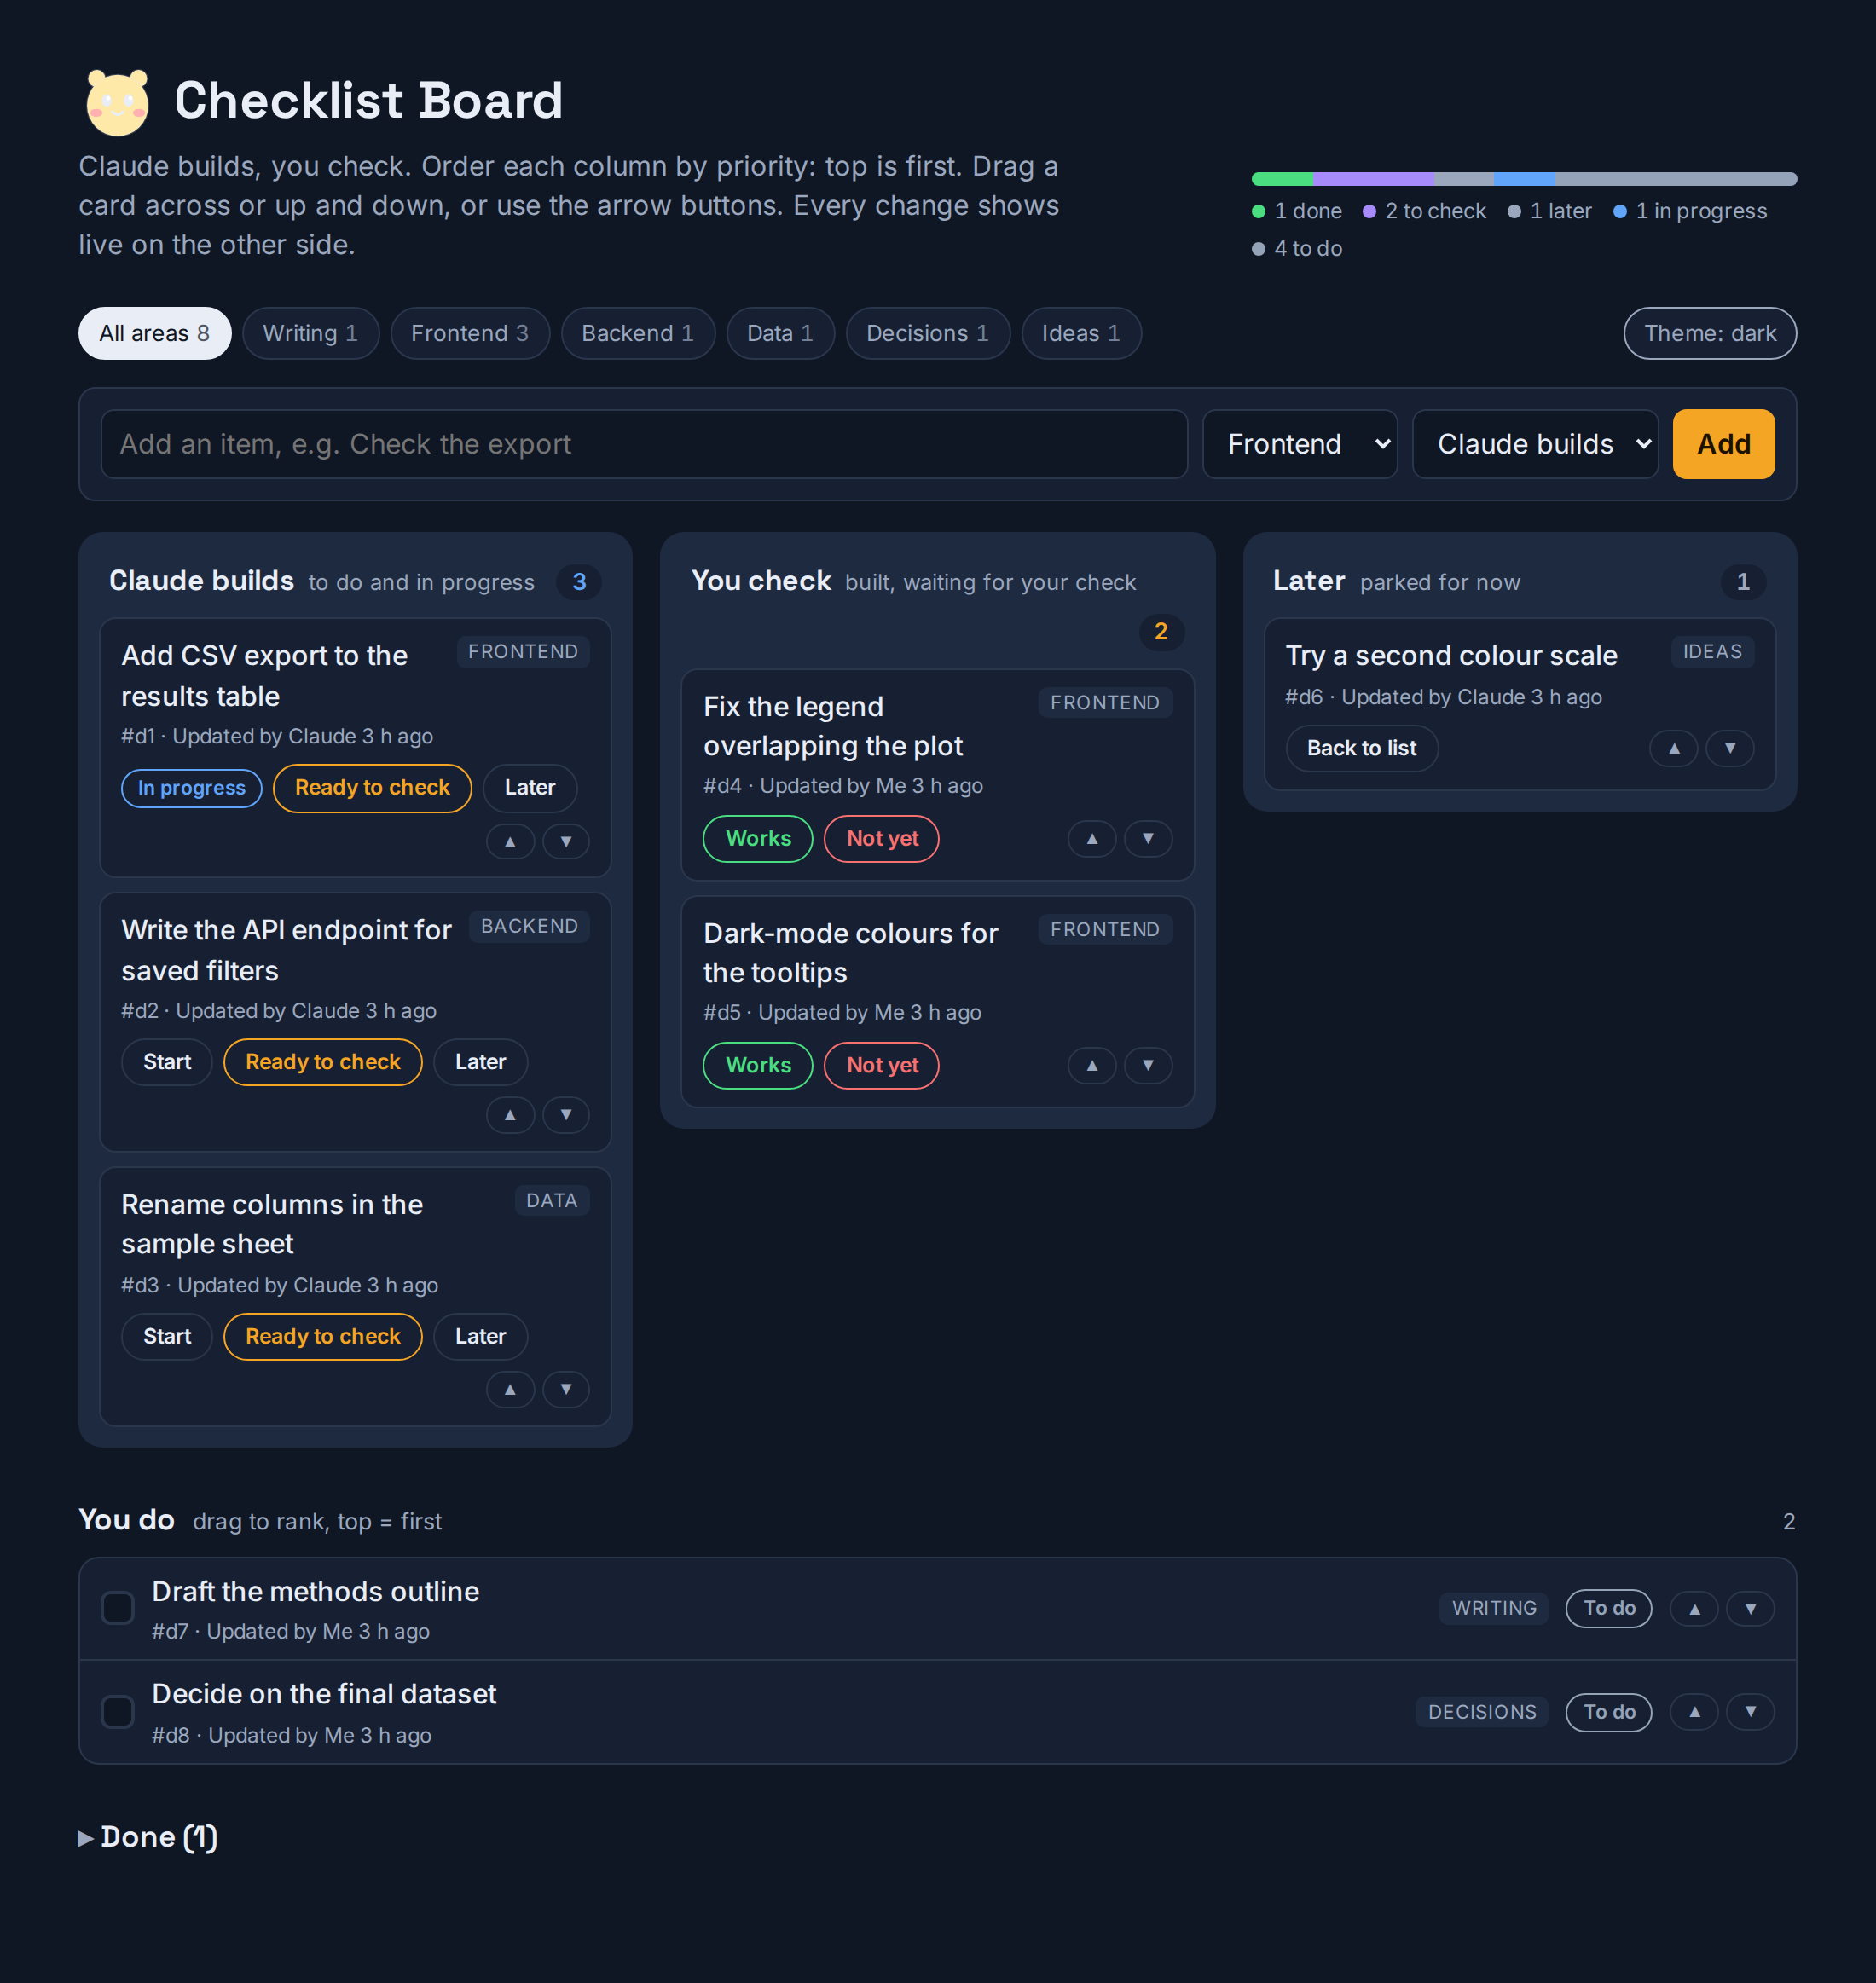 Checklist Board
Claude builds, you check. Order each column by priority: top is first. Drag a
card across or up and down, or use the arrow buttons. Every change shows
live on the other side.
1 done 2 to check 1 later 1 in progress
4 to do
All areas 8 Writing 1 Frontend 3 Backend 1 Data 1 Decisions 1 Ideas 1 Theme: dark
Add an item, e.g. Check the export Frontend Claude builds Add
Claude builds to do and in progress 3
Add CSV export to the FRONTEND
results table
#d1 · Updated by Claude 3 h ago
In progress Ready to check Later
▲ ▼
Write the API endpoint for BACKEND
saved filters
#d2 · Updated by Claude 3 h ago
Start Ready to check Later
▲ ▼
Rename columns in the DATA
sample sheet
#d3 · Updated by Claude 3 h ago
Start Ready to check Later
▲ ▼
You check built, waiting for your check
2
Fix the legend FRONTEND
overlapping the plot
#d4 · Updated by Me 3 h ago
Works Not yet ▲ ▼
Dark-mode colours for FRONTEND
the tooltips
#d5 · Updated by Me 3 h ago
Works Not yet ▲ ▼
Later parked for now 1
Try a second colour scale IDEAS
#d6 · Updated by Claude 3 h ago
Back to list ▲ ▼
You do drag to rank, top = first 2
Draft the methods outline
#d7 · Updated by Me 3 h ago
WRITING To do ▲ ▼
Decide on the final dataset
#d8 · Updated by Me 3 h ago
DECISIONS To do ▲ ▼
▶ Done (1)